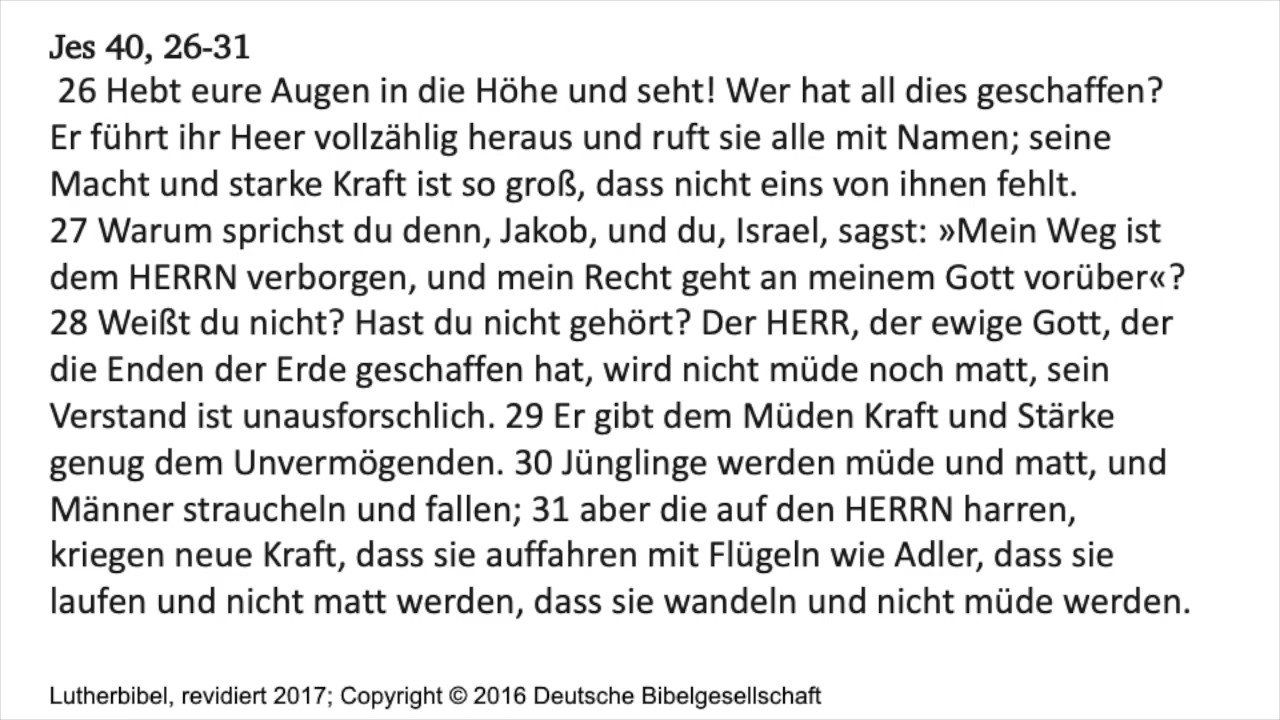 Jes 40, 26-31
26 Hebt eure Augen in die Höhe und seht! Wer hat all dies geschaffen?
Er führt ihr Heer vollzählig heraus und ruft sie alle mit Namen; seine
Macht und starke Kraft ist so groß, dass nicht eins von ihnen fehlt.
27 Warum sprichst du denn, Jakob, und du, Israel, sagst: »Mein Weg ist
dem HERRN verborgen, und mein Recht geht an meinem Gott vorüber«?
28 Weißt du nicht? Hast du nicht gehört? Der HERR, der ewige Gott, der
die Enden der Erde geschaffen hat, wird nicht müde noch matt, sein
Verstand ist unausforschlich. 29 Er gibt dem Müden Kraft und Stärke
genug dem Unvermögenden. 30 Jünglinge werden müde und matt, und
Männer straucheln und fallen; 31 aber die auf den HERRN harren,
kriegen neue Kraft, dass sie auffahren mit Flügeln wie Adler, dass sie
laufen und nicht matt werden, dass sie wandeln und nicht müde werden.
Lutherbibel, revidiert 2017; Copyright © 2016 Deutsche Bibelgesellschaft